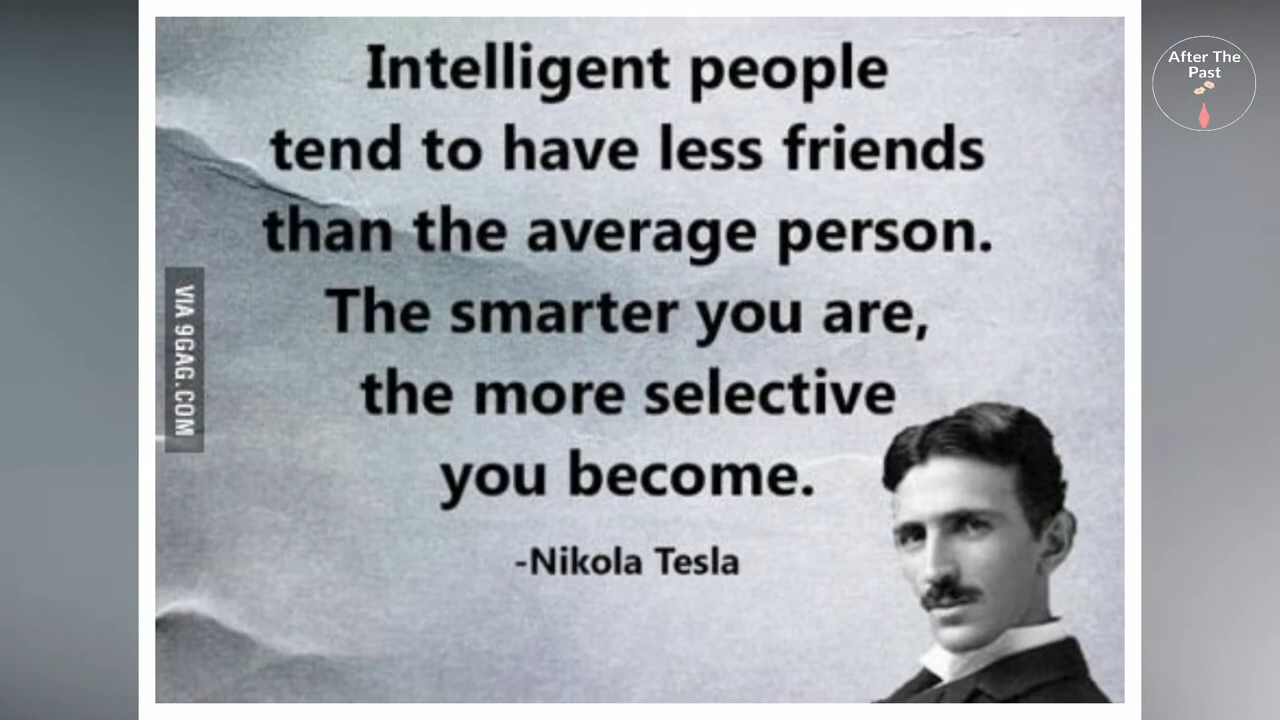 Intelligent people
tend to have less friends
than the average person.
The smarter you are,
the more selective
you become.
-Nikola Tesla
VIA 9GAG.COM
After The
Past